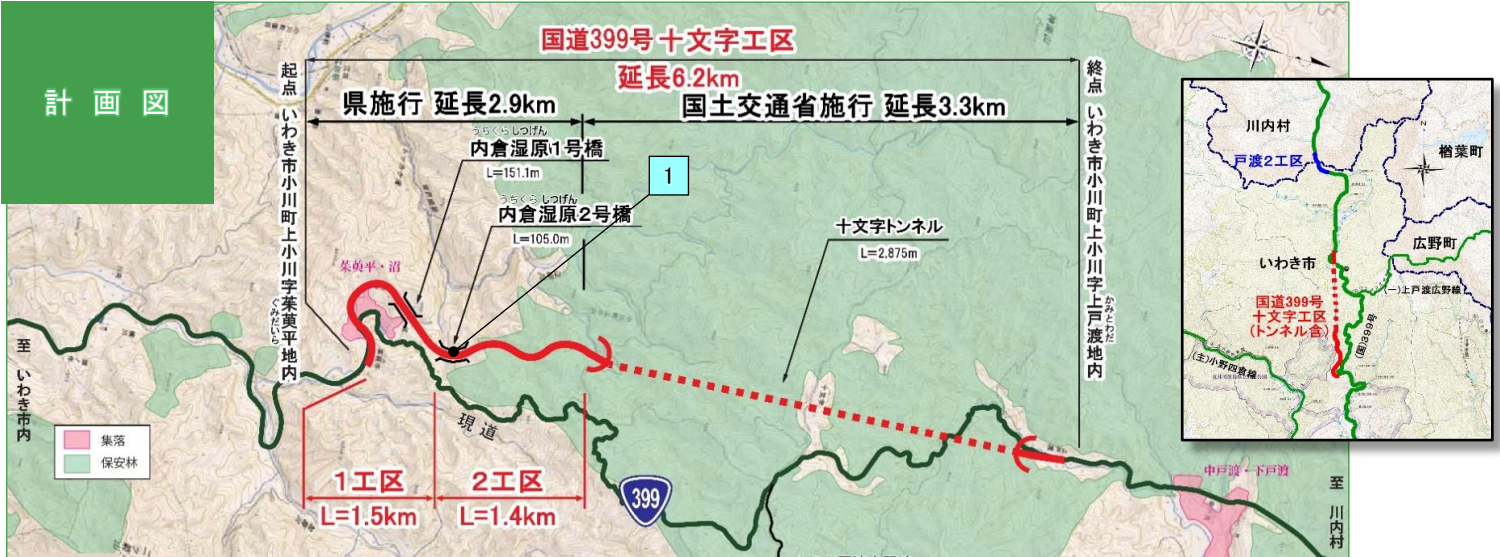 計画図
国道399号 十文字工区
延長6.2km
県施行 延長2.9km
国土交通省施行 延長3.3km
起点 いわき市小川町上小川字茱萸平地内
ぐみだいら
終点 いわき市小川町上小川字上戸渡地内
かみとわだ
うちくらしつげん
内倉湿原1号橋
L=151.1m
うちくらしつげん
内倉湿原2号橋
L=105.0m
1
十文字トンネル
L=2,875m
茱萸平・沼
至 いわき市内
集落
保安林
現道
1工区
L=1.5km
2工区
L=1.4km
399
中戸渡・下戸渡
至 川内村
川内村
戸渡2工区
楢葉町
広野町
いわき市
(一)上戸渡広野線
国道399号
十文字工区
(トンネル含)
(国)399号
(主)小野四倉線